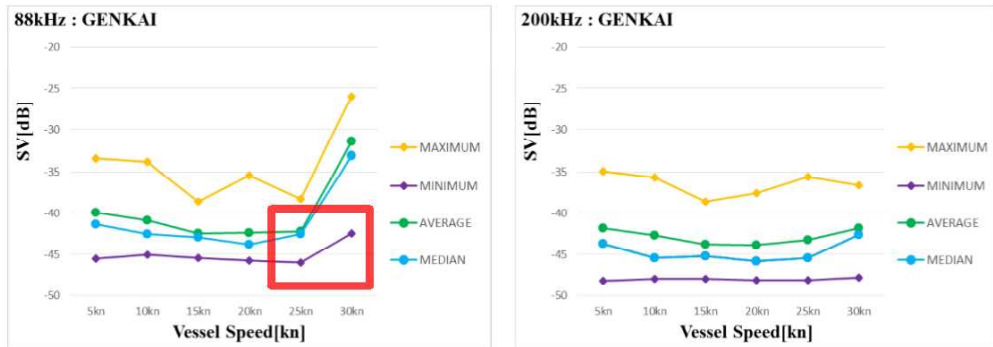 88kHz : GENKAI
-20
-25
-30
-35
-40
-45
-50
SV[dB]
5kn 10kn 15kn 20kn 25kn 30kn
Vessel Speed[kn]
MAXIMUM
MINIMUM
AVERAGE
MEDIAN
200kHz : GENKAI
-20
-25
-30
-35
-40
-45
-50
SV[dB]
5kn 10kn 15kn 20kn 25kn 30kn
Vessel Speed[kn]
MAXIMUM
MINIMUM
AVERAGE
MEDIAN